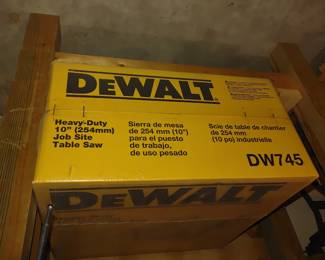 DEWALT
Heavy-Duty
10" (254mm)
Job Site
Table Saw
Sierra de mesa
de 254 mm (10")
para el puesto
de trabajo,
de uso pesado
Scie de table de chantier
de 254 mm
(10 po) industrielle
DW745
DEWALT